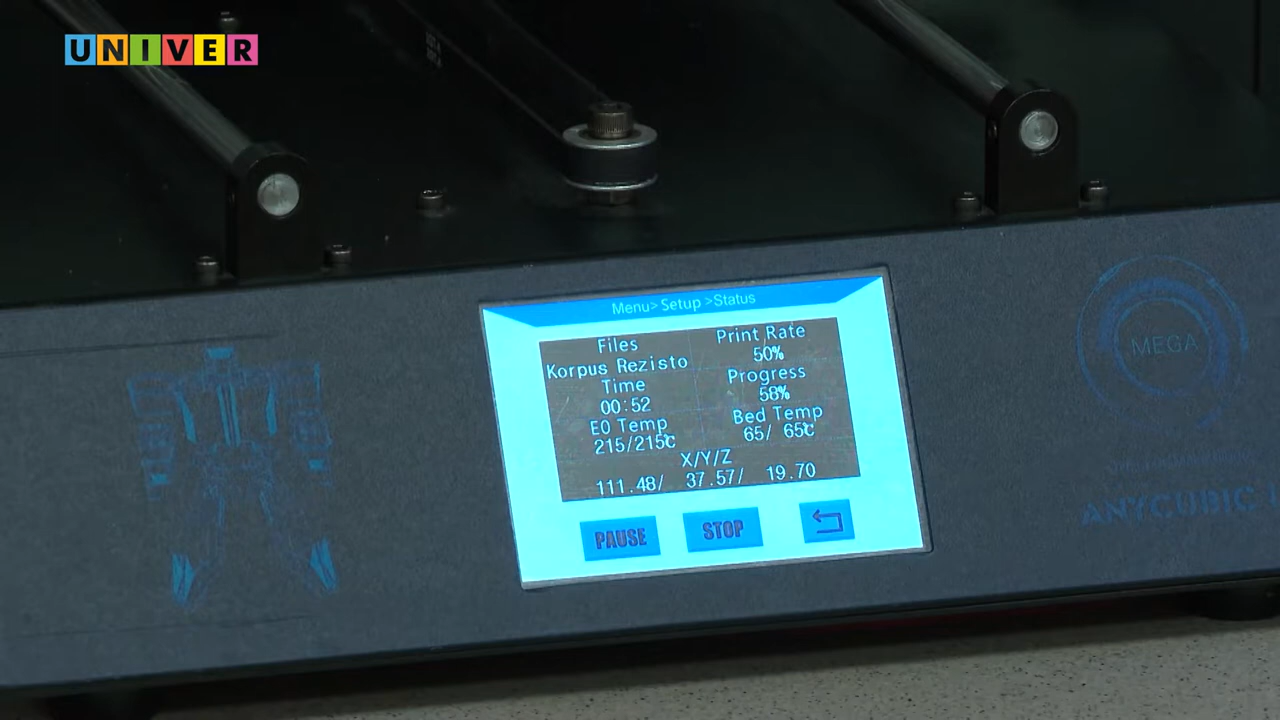 UNIVER
Menu> Setup >Status
Files
Print Rate
Korpus Rezisto
50%
Time
Progress
00:52
58%
E0 Temp
Bed Temp
215/215℃
65/ 65℃
X/Y/Z
111.48/ 37.57/ 19.70
PAUSE
STOP
MEGA
ANYCUBIC